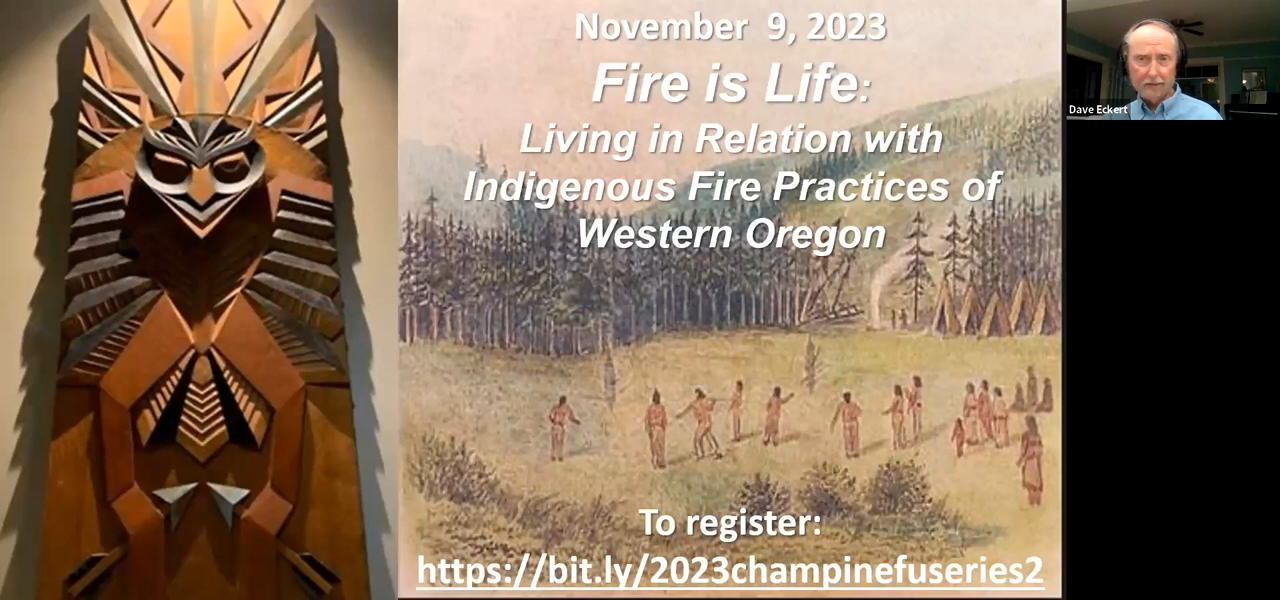 November 9, 2023
Fire is Life:
Living in Relation with
Indigenous Fire Practices of
Western Oregon
To register:
https://bit.ly/2023champinefuseries2
Dave Eckert